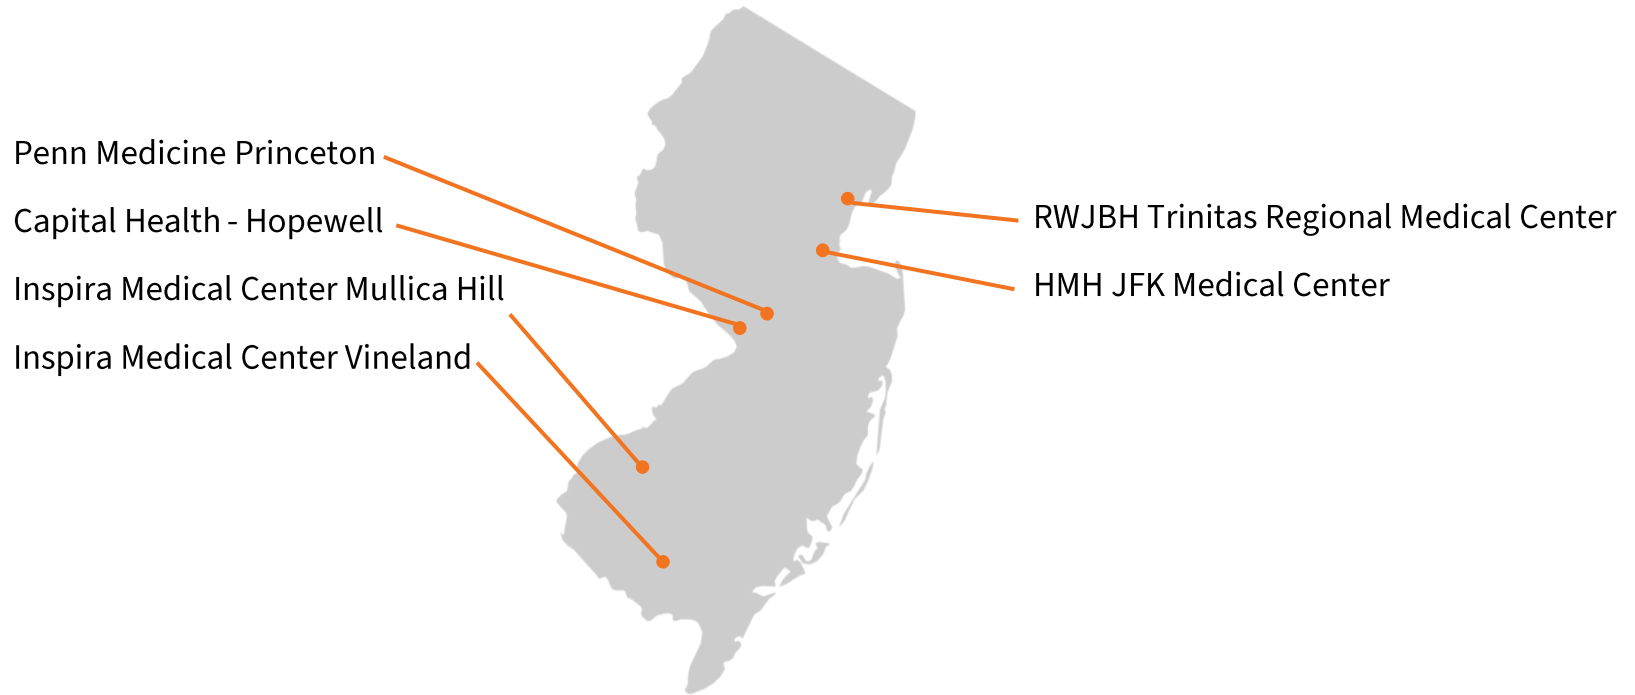 Penn Medicine Princeton
Capital Health - Hopewell
Inspira Medical Center Mullica Hill
Inspira Medical Center Vineland
RWJBH Trinitas Regional Medical Center
HMH JFK Medical Center